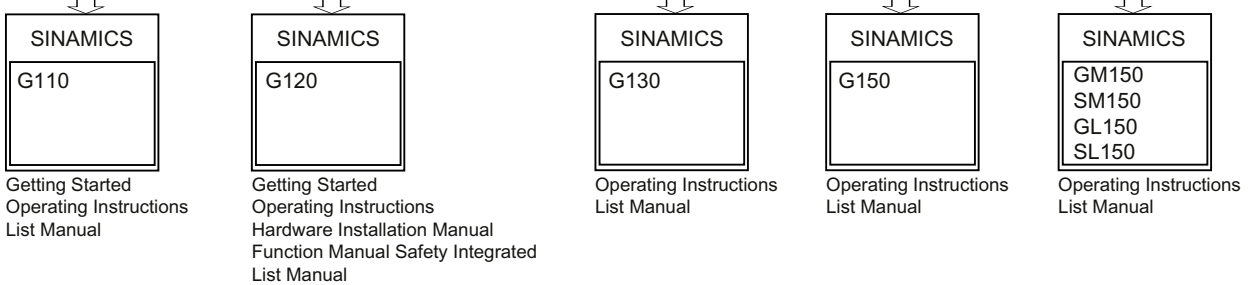 SINAMICS
G110
Getting Started
Operating Instructions
List Manual
SINAMICS
G120
Getting Started
Operating Instructions
Hardware Installation Manual
Function Manual Safety Integrated
List Manual
SINAMICS
G130
Operating Instructions
List Manual
SINAMICS
G150
Operating Instructions
List Manual
SINAMICS
GM150
SM150
GL150
SL150
Operating Instructions
List Manual